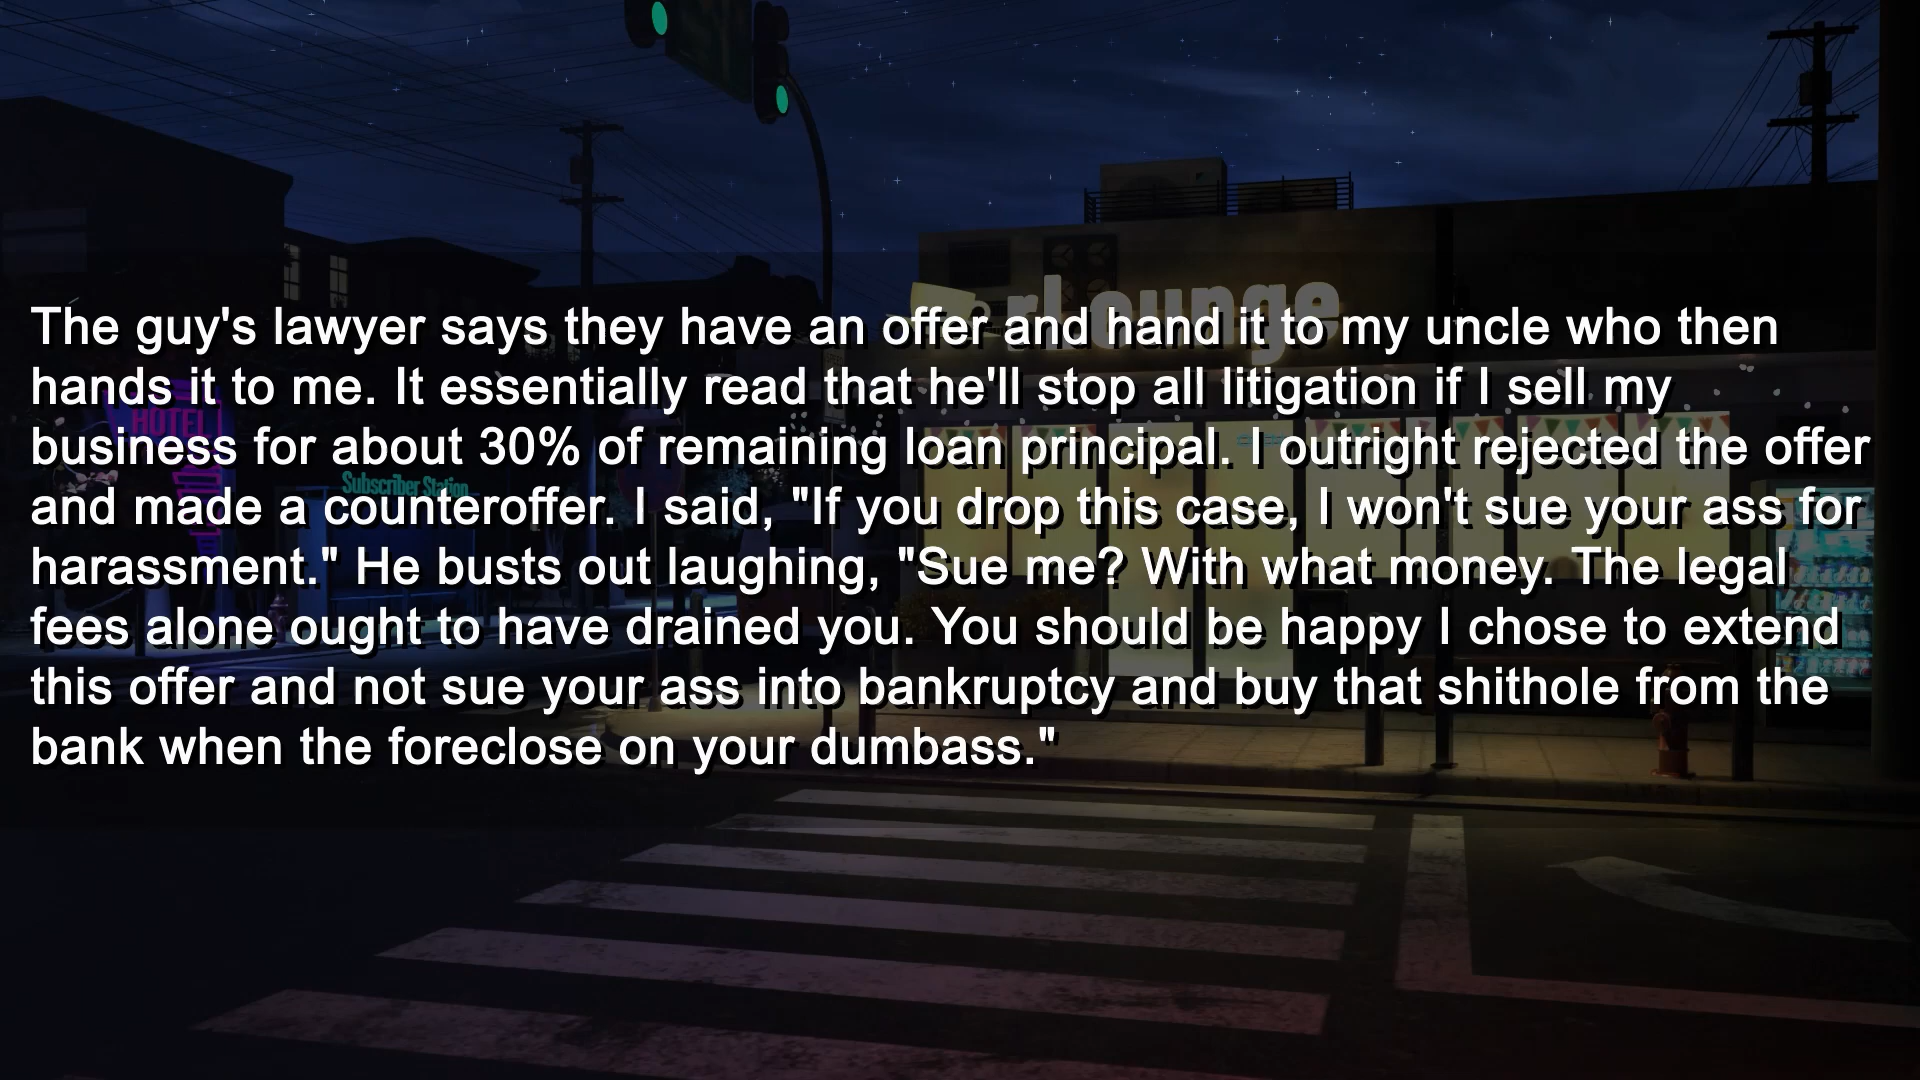 rLounge
The guy's lawyer says they have an offer and hand it to my uncle who then
hands it to me. It essentially read that he'll stop all litigation if I sell my
business for about 30% of remaining loan principal. I outright rejected the offer
and made a counteroffer. I said, "If you drop this case, I won't sue your ass for
harassment." He busts out laughing, "Sue me? With what money. The legal
fees alone ought to have drained you. You should be happy I chose to extend
this offer and not sue your ass into bankruptcy and buy that shithole from the
bank when the foreclose on your dumbass."
HOTEL
Subscriber Station